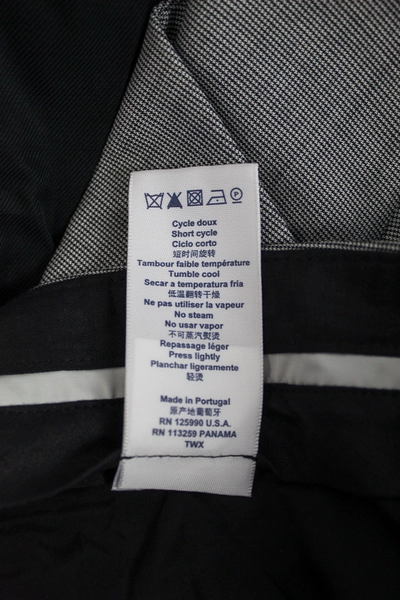 P
Cycle doux
Short cycle
Ciclo corto
短时间旋转
Tambour faible température
Tumble cool
Secar a temperatura fria
低温翻转干燥
Ne pas utiliser la vapeur
No steam
No usar vapor
不可蒸汽熨烫
Repassage léger
Press lightly
Planchar ligeramente
轻烫
Made in Portugal
原产地葡萄牙
RN 125990 U.S.A.
RN 113259 PANAMA
TWX